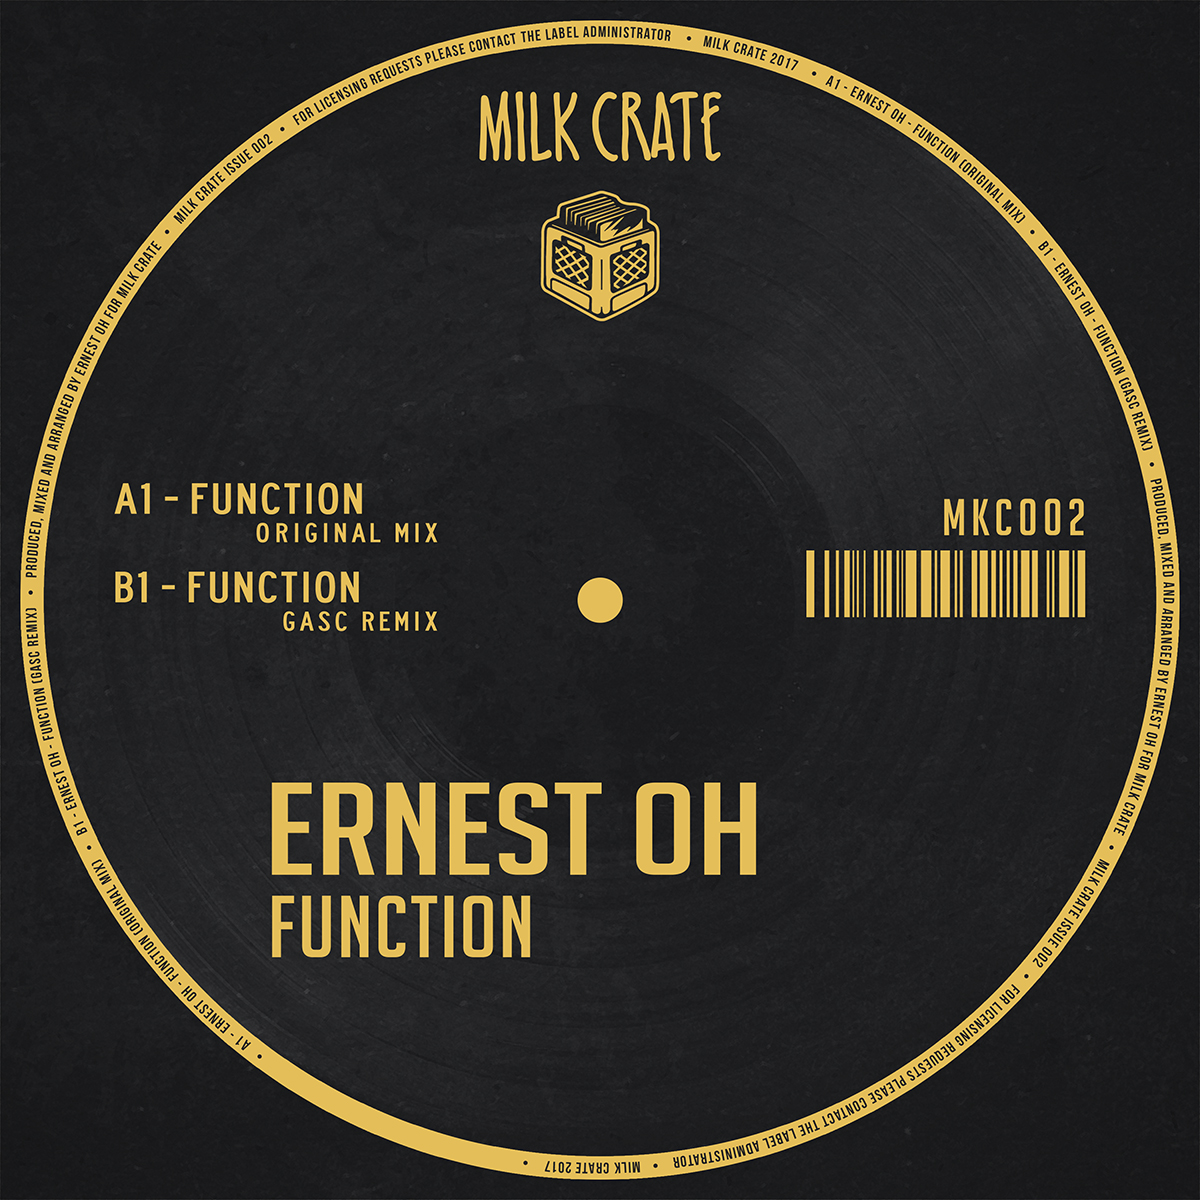 MILK CRATE
A1 - FUNCTION
ORIGINAL MIX
B1 - FUNCTION
GASC REMIX
MKC002
ERNEST OH
FUNCTION
A1 - ERNEST OH - FUNCTION (ORIGINAL MIX) • B1 - ERNEST OH - FUNCTION (GASC REMIX) • PRODUCED, MIXED AND ARRANGED BY ERNEST OH FOR MILK CRATE • MILK CRATE ISSUE 002 • FOR LICENSING REQUESTS PLEASE CONTACT THE LABEL ADMINISTRATOR • MILK CRATE 2017 • A1 - ERNEST OH - FUNCTION (ORIGINAL MIX) • B1 - ERNEST OH - FUNCTION (GASC REMIX) • PRODUCED, MIXED AND ARRANGED BY ERNEST OH FOR MILK CRATE • MILK CRATE ISSUE 002 • FOR LICENSING REQUESTS PLEASE CONTACT THE LABEL ADMINISTRATOR • MILK CRATE 2017 •